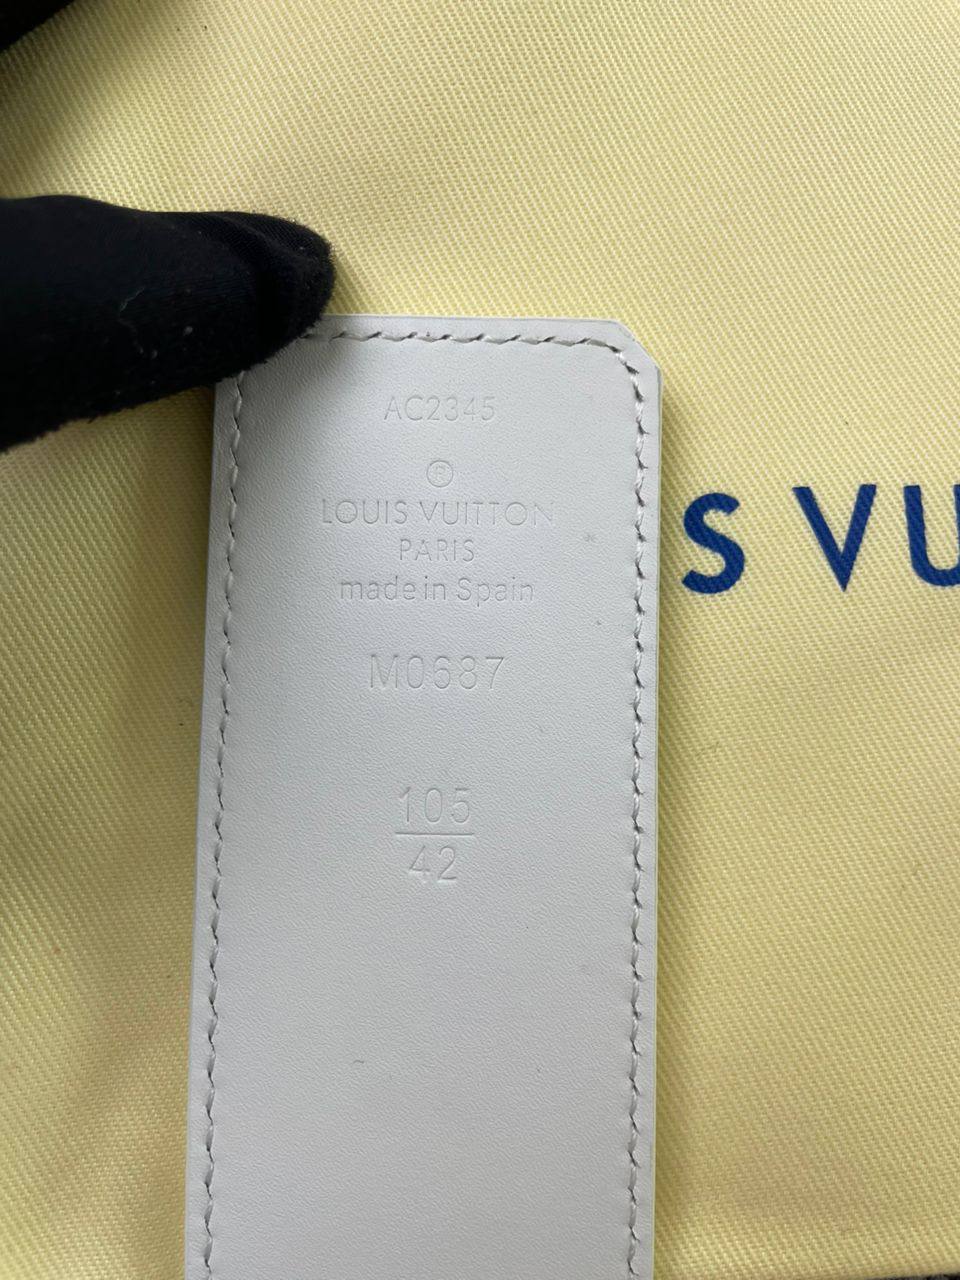 AC2345
®
LOUIS VUITTON
PARIS
made in Spain
M0687
105
42
S VU